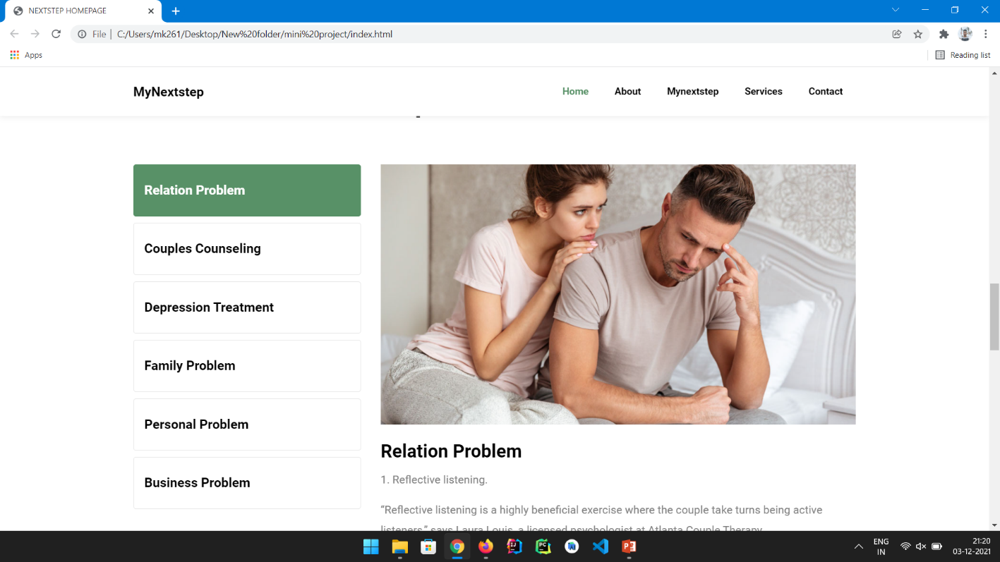 NEXTSTEP HOMEPAGE
File | C:/Users/mk261/Desktop/New%20folder/mini%20project/index.html
Apps
Reading list
MyNextstep
Home About Mynextstep Services Contact
Relation Problem
Couples Counseling
Depression Treatment
Family Problem
Personal Problem
Business Problem
Relation Problem
1. Reflective listening.
“Reflective listening is a highly beneficial exercise where the couple take turns being active
listeners,” says Laura Louis, a licensed psychologist at Atlanta Couple Therapy.
ENG
IN
21:20
03-12-2021